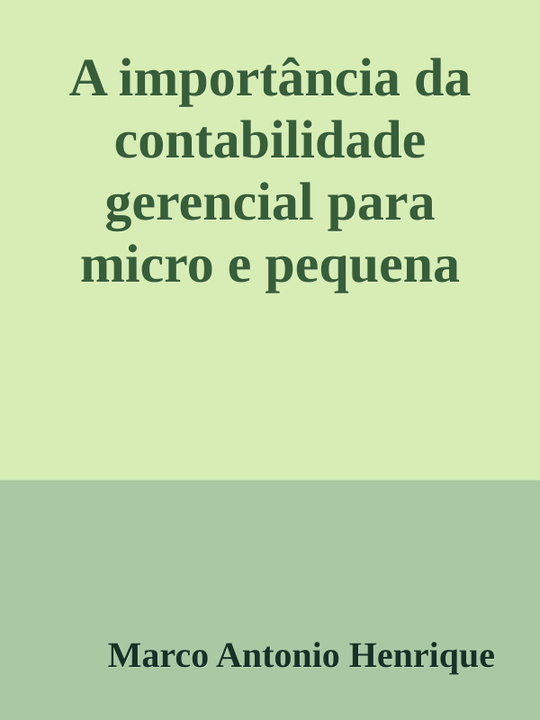 A importância da
contabilidade
gerencial para
micro e pequena
Marco Antonio Henrique